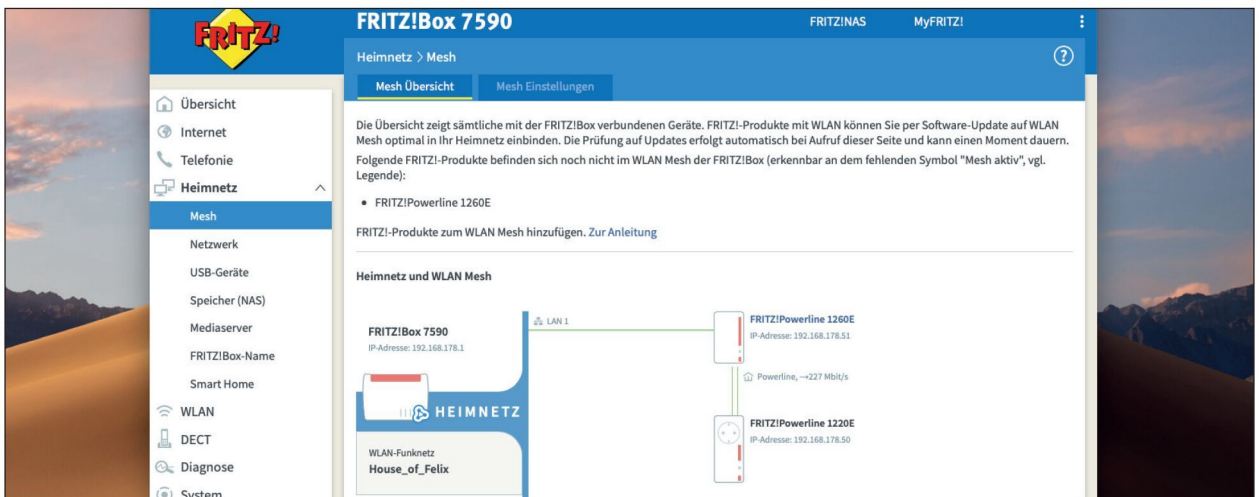 FRITZ!
FRITZ!Box 7590
FRITZ!NAS
MyFRITZ!
Heimnetz > Mesh
?
Mesh Übersicht
Mesh Einstellungen
Übersicht
Internet
Telefonie
Heimnetz
Mesh
Netzwerk
USB-Geräte
Speicher (NAS)
Mediaserver
FRITZ!Box-Name
Smart Home
WLAN
DECT
Diagnose
System
Die Übersicht zeigt sämtliche mit der FRITZ!Box verbundenen Geräte. FRITZ!-Produkte mit WLAN können Sie per Software-Update auf WLAN
Mesh optimal in Ihr Heimnetz einbinden. Die Prüfung auf Updates erfolgt automatisch bei Aufruf dieser Seite und kann einen Moment dauern.
Folgende FRITZ!-Produkte befinden sich noch nicht im WLAN Mesh der FRITZ!Box (erkennbar an dem fehlenden Symbol "Mesh aktiv", vgl.
Legende):
• FRITZ!Powerline 1260E
FRITZ!-Produkte zum WLAN Mesh hinzufügen. Zur Anleitung
Heimnetz und WLAN Mesh
FRITZ!Box 7590
IP-Adresse: 192.168.178.1
HEIMNETZ
WLAN-Funknetz
House_of_Felix
LAN 1
FRITZ!Powerline 1260E
IP-Adresse: 192.168.178.51
Powerline, →227 Mbit/s
FRITZ!Powerline 1220E
IP-Adresse: 192.168.178.50